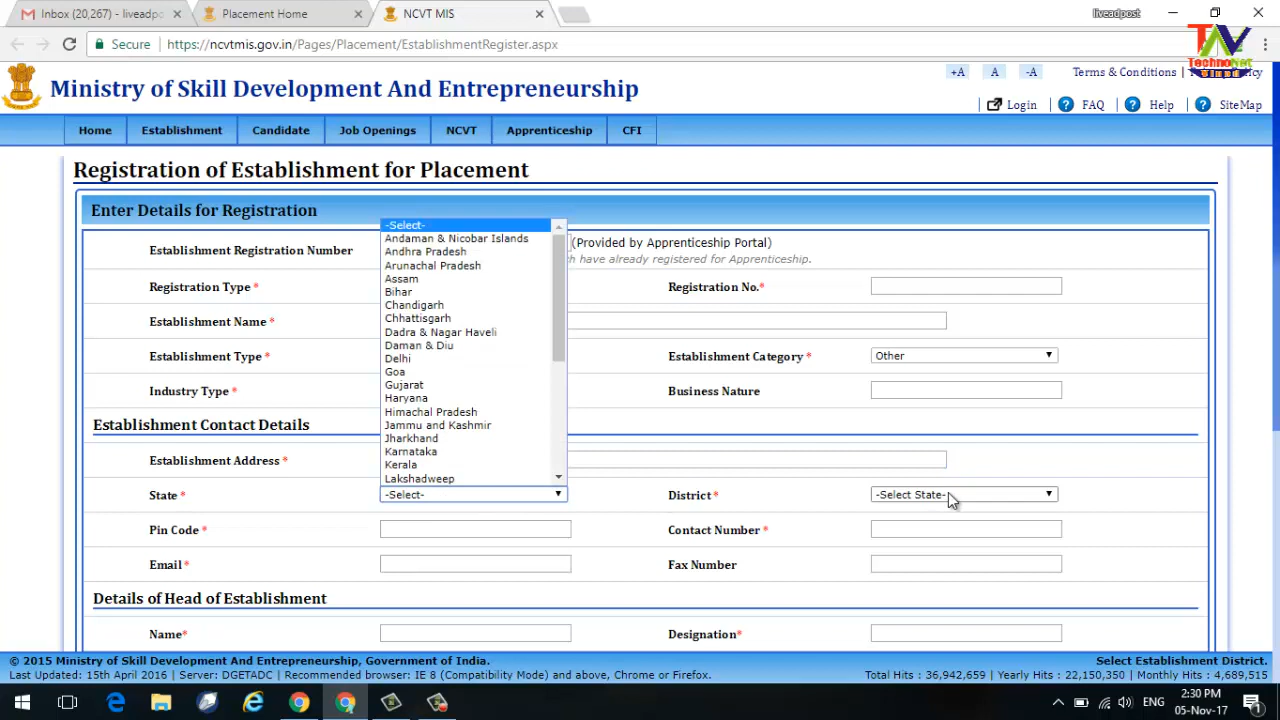 Inbox (20,267) - liveadpost
Placement Home
NCVT MIS
liveadpost
Secure
https://ncvtmis.gov.in/Pages/Placement/EstablishmentRegister.aspx
TechnoNet
Ministry of Skill Development And Entrepreneurship
+A
A
-A
Terms & Conditions |
Login
FAQ
Help
SiteMap
Home
Establishment
Candidate
Job Openings
NCVT
Apprenticeship
CFI
Registration of Establishment for Placement
Enter Details for Registration
Establishment Registration Number
(Provided by Apprenticeship Portal)
have already registered for Apprenticeship.
Registration Type *
Registration No.*
Establishment Name *
Establishment Type *
Establishment Category *
Other
Industry Type *
Business Nature
-Select-
Andaman & Nicobar Islands
Andhra Pradesh
Arunachal Pradesh
Assam
Bihar
Chandigarh
Chhattisgarh
Dadra & Nagar Haveli
Daman & Diu
Delhi
Goa
Gujarat
Haryana
Himachal Pradesh
Jammu and Kashmir
Jharkhand
Karnataka
Kerala
Lakshadweep
Establishment Contact Details
Establishment Address *
State *
-Select-
District *
-Select State-
Pin Code *
Contact Number *
Email *
Fax Number
Details of Head of Establishment
Name*
Designation*
© 2015 Ministry of Skill Development And Entrepreneurship, Government of India.
Select Establishment District.
Last Updated: 15th April 2016 | Server: DGETADC | Recommended browser: IE 8 (Compatibility Mode) and above, Chrome or Firefox.
Total Hits : 36,942,659 | Yearly Hits : 22,150,350 | Monthly Hits : 4,689,515
ENG
2:30 PM
05-Nov-17
1